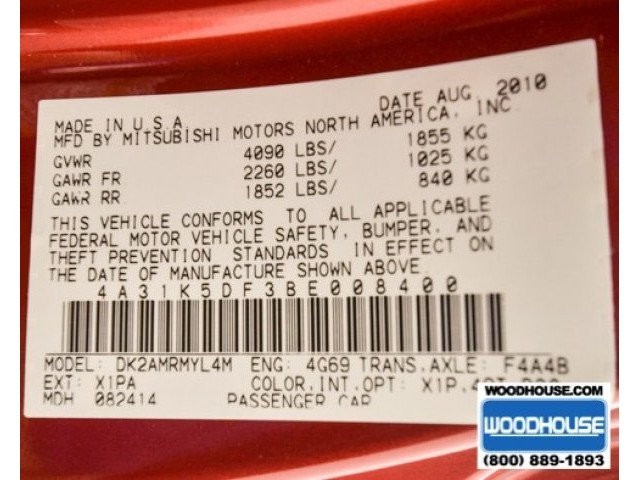 DATE AUG 2010
MADE IN U.S.A.
MFD BY MITSUBISHI MOTORS NORTH AMERICA, INC
GVWR 4090 LBS/ 1855 KG
GAWR FR 2260 LBS/ 1025 KG
GAWR RR 1852 LBS/ 840 KG
THIS VEHICLE CONFORMS TO ALL APPLICABLE
FEDERAL MOTOR VEHICLE SAFETY, BUMPER, AND
THEFT PREVENTION STANDARDS IN EFFECT ON
THE DATE OF MANUFACTURE SHOWN ABOVE
4A31K5DF3BE008400
MODEL: DK2AMRMYL4M ENG: 4G69 TRANS.AXLE: F4A4B
EXT: X1PA COLOR,INT.OPT: X1P,
MDH 082414 PASSENGER CAR
WOODHOUSE.COM
WOODHOUSE
(800) 889-1893